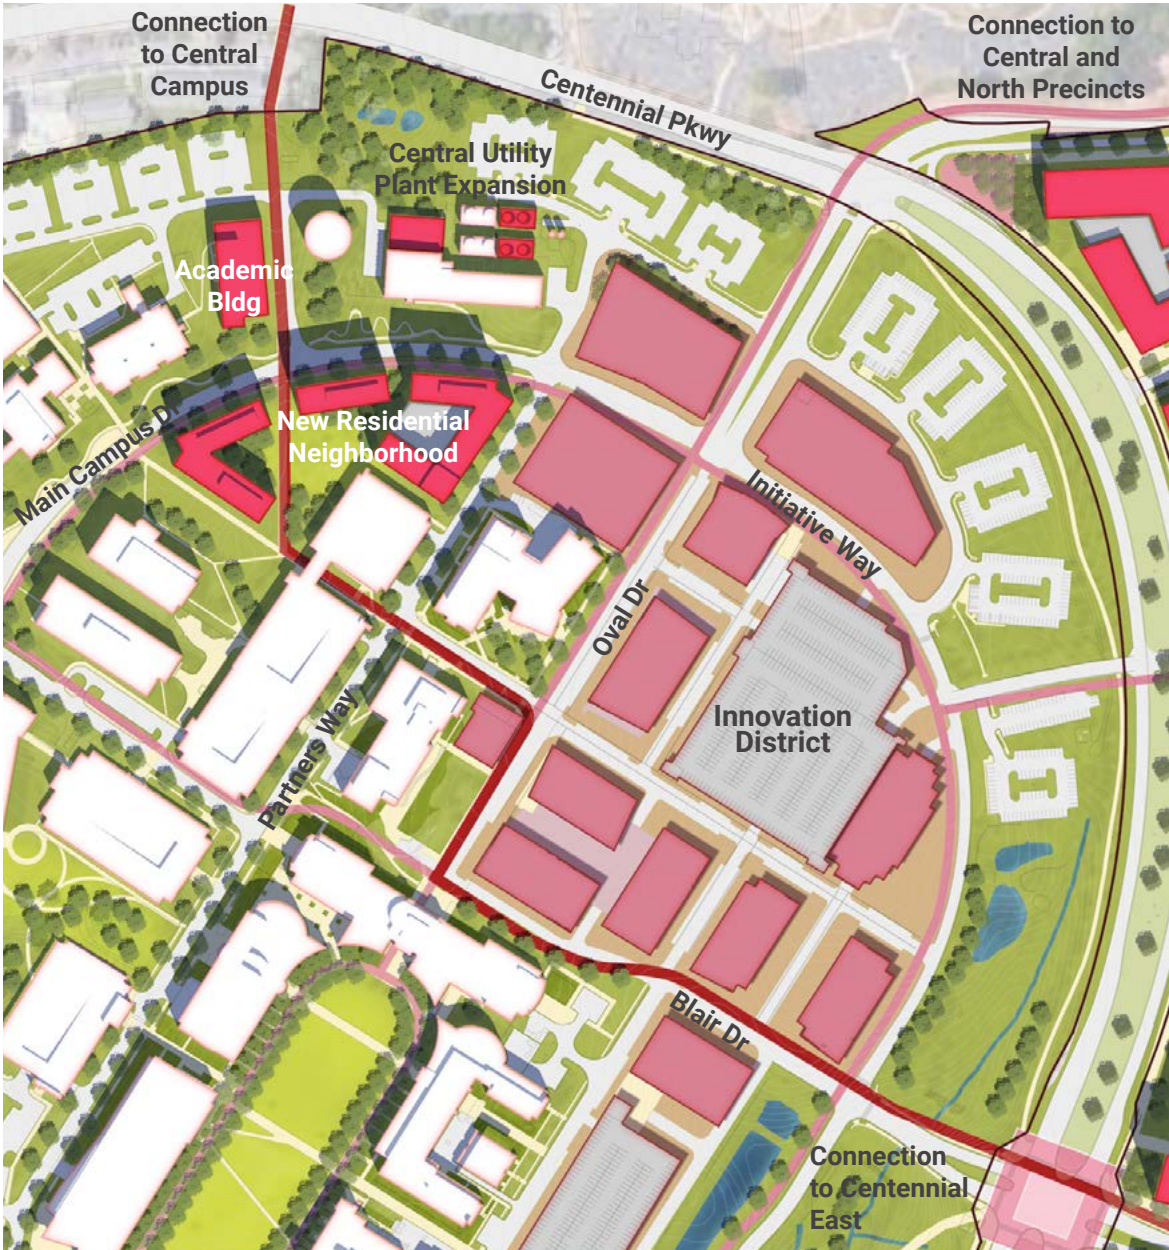 Connection
to Central
Campus
Connection to
Central and
North Precincts
Centennial Pkwy
Central Utility
Plant Expansion
Academic
Bldg
New Residential
Neighborhood
Main Campus Dr
Initiative Way
Oval Dr
Innovation
District
Partners Way
Blair Dr
Connection
to Centennial
East